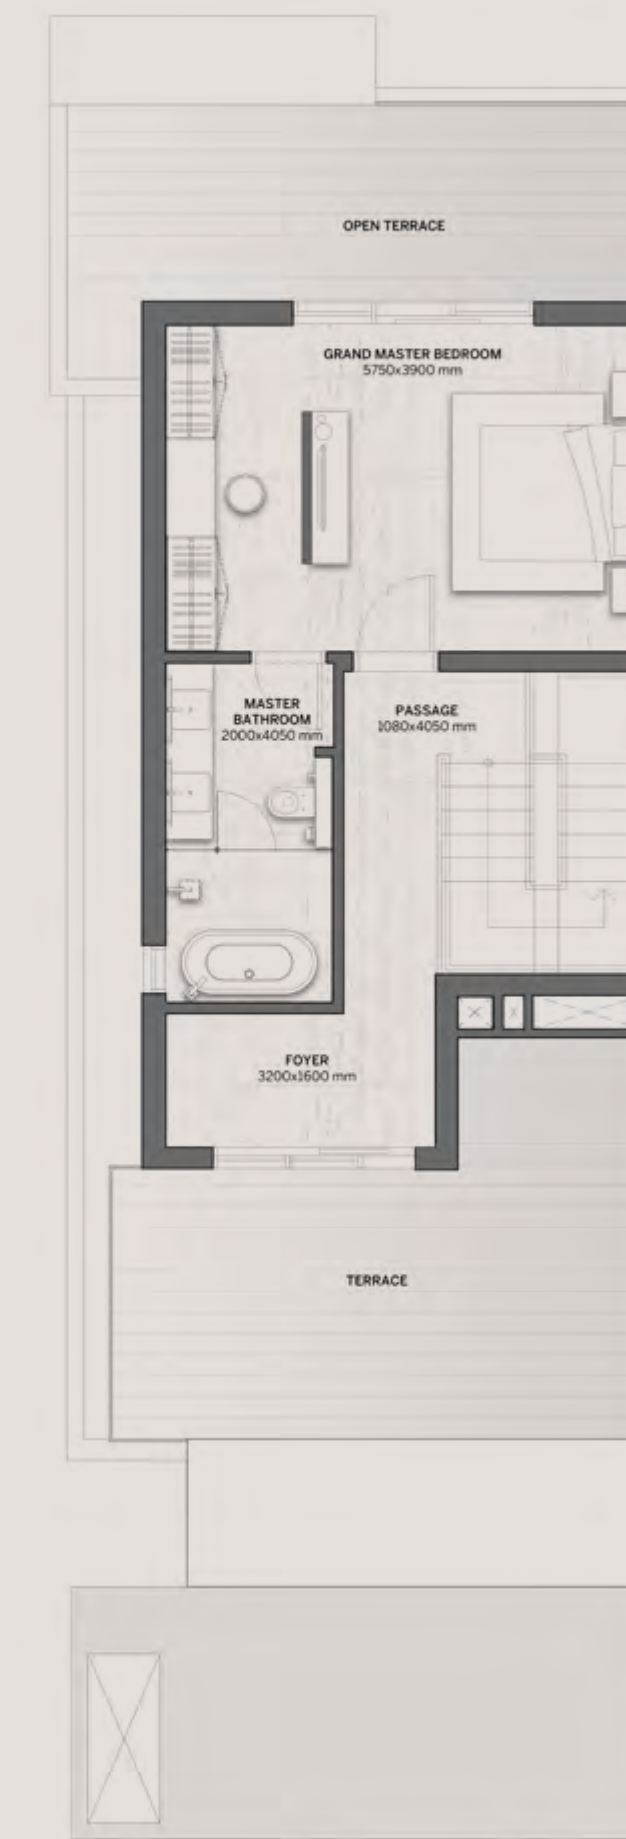 OPEN TERRACE
GRAND MASTER BEDROOM
5750x3900 mm
MASTER
BATHROOM
2000x4050 mm
PASSAGE
1080x4050 mm
FOYER
3200x1600 mm
TERRACE